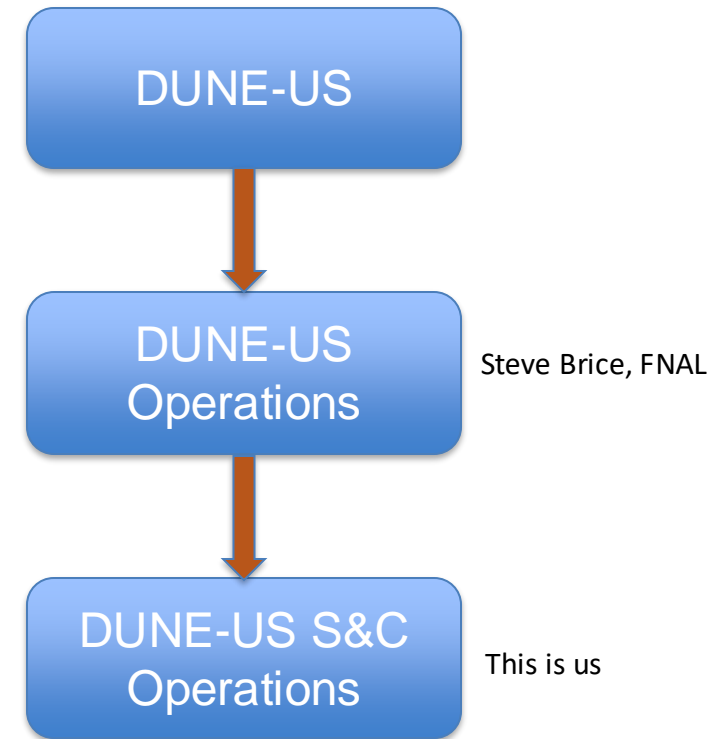 DUNE-US
DUNE-US
Operations
Steve Brice, FNAL
DUNE-US S&C
Operations
This is us